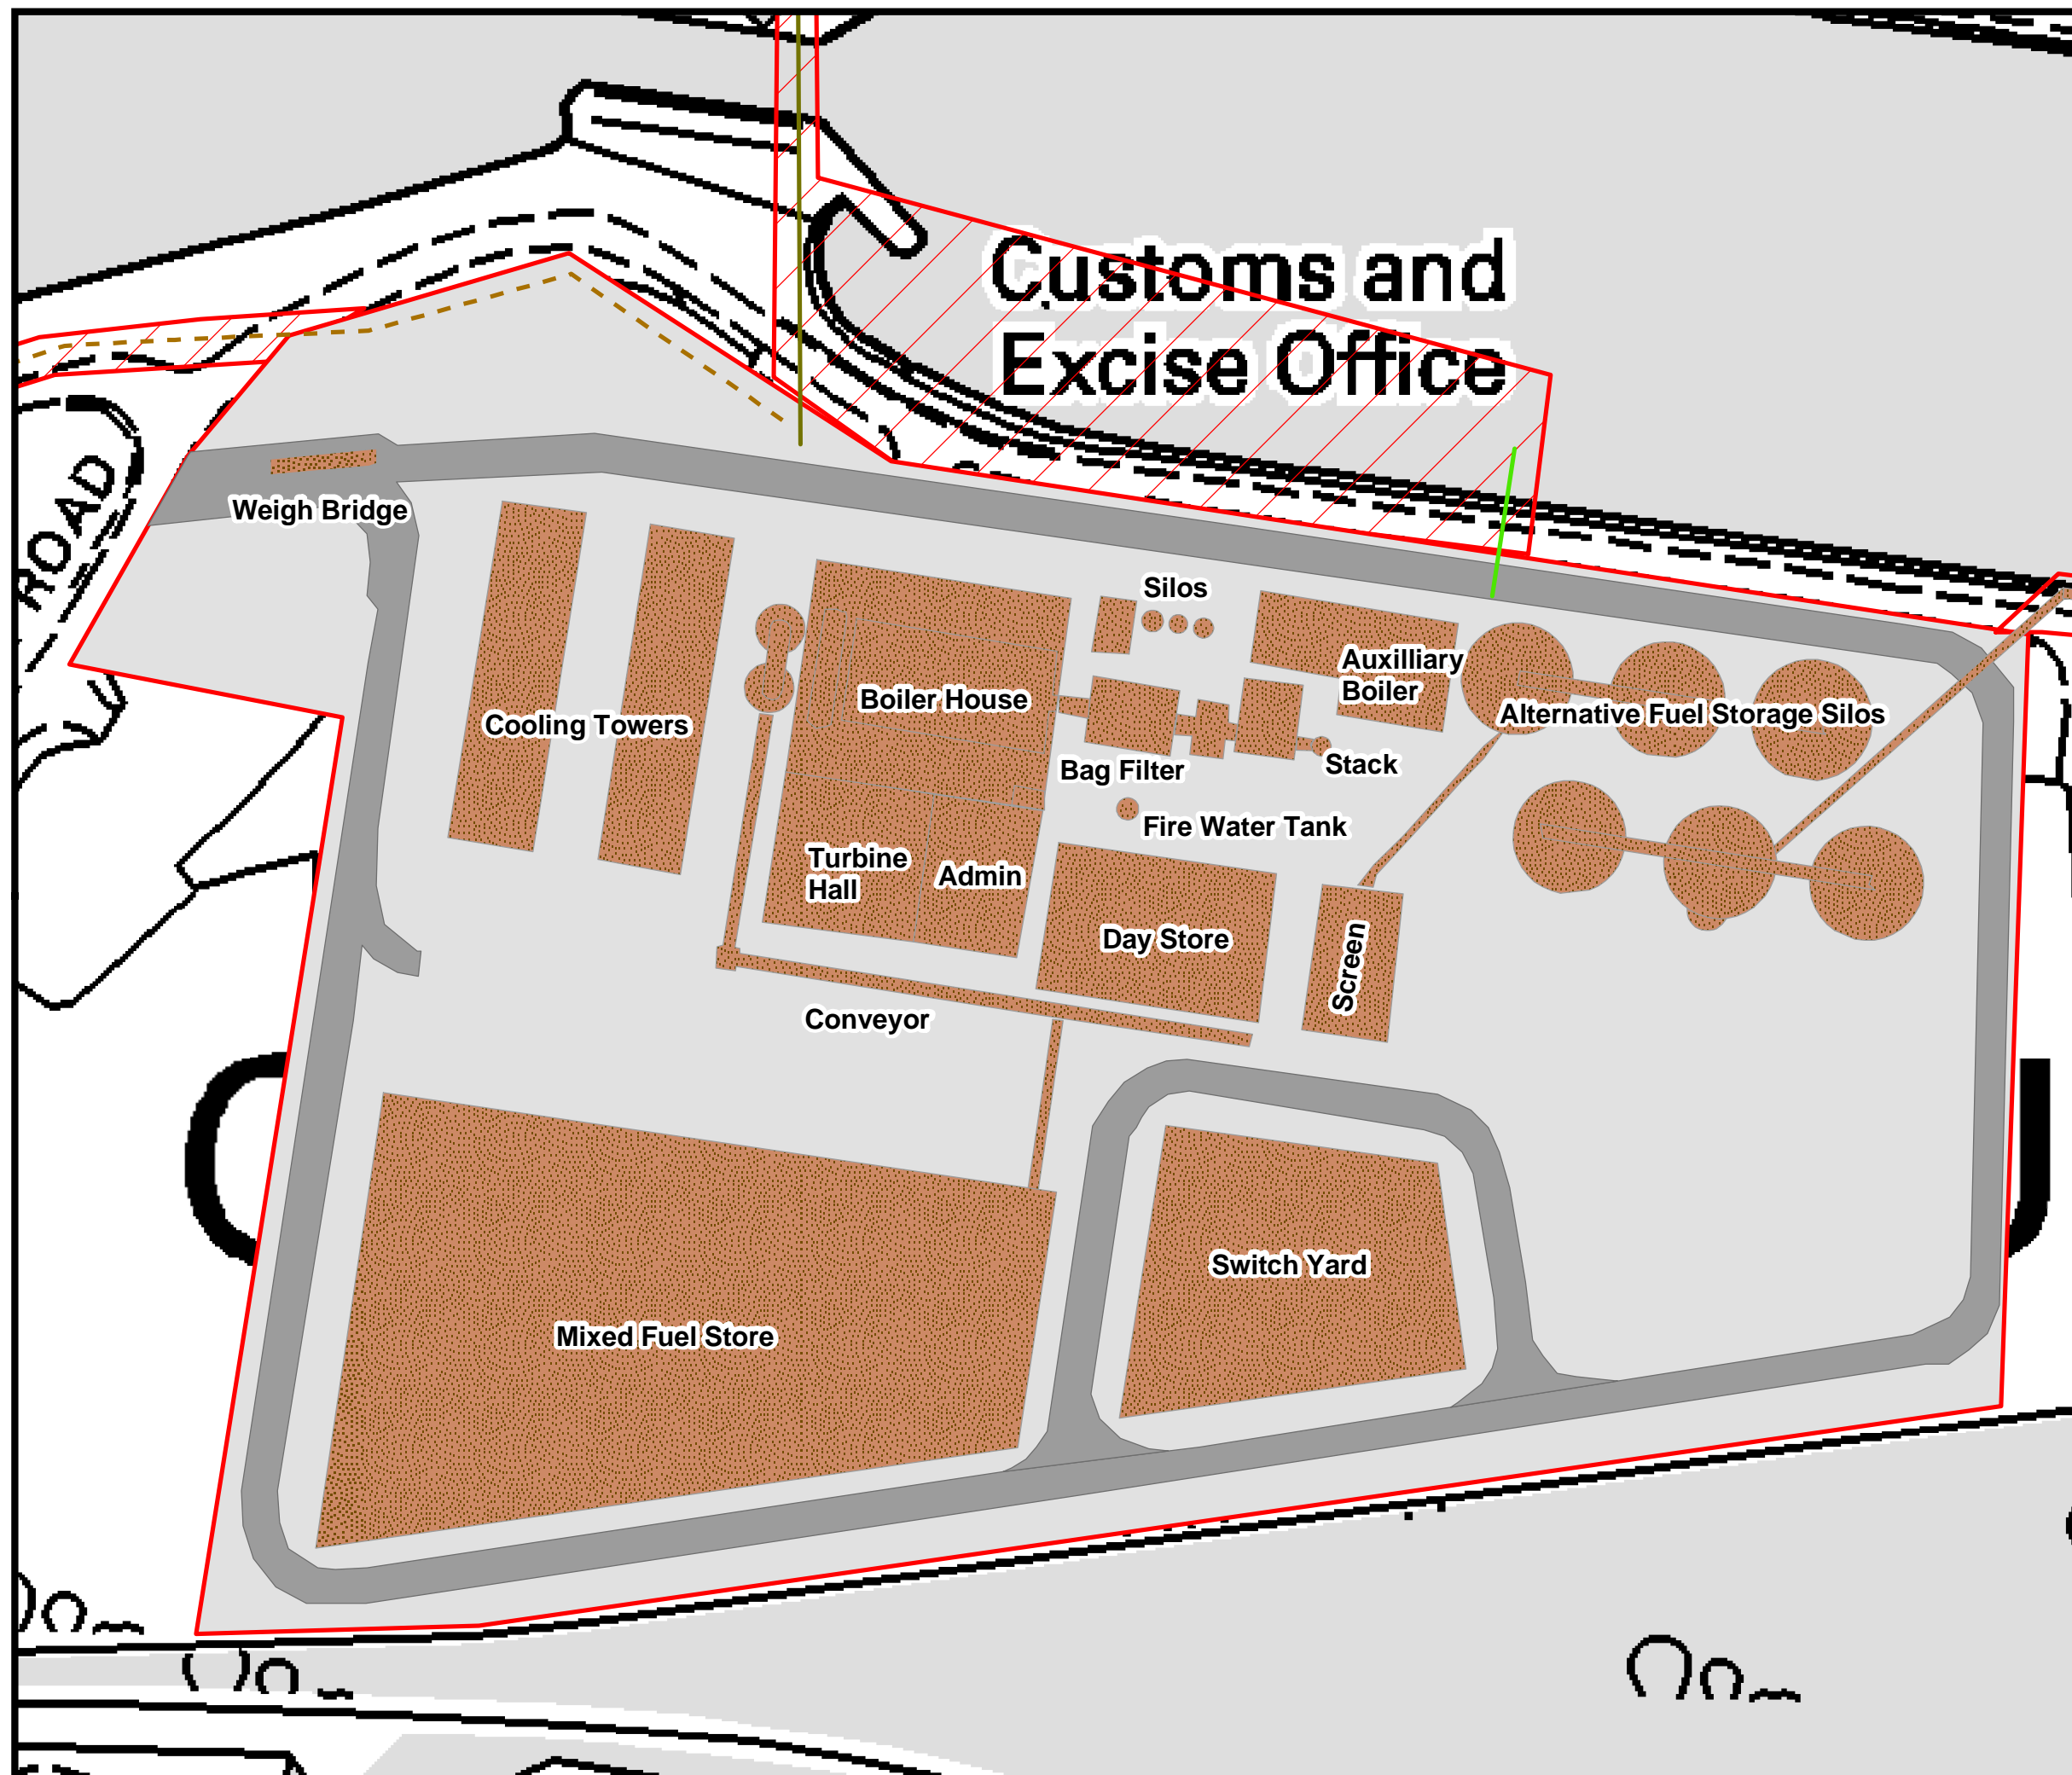 Customs and
Excise Office
ROAD
Weigh Bridge
Silos
Auxilliary
Boiler
Boiler House
Cooling Towers
Alternative Fuel Storage Silos
Bag Filter
Stack
Fire Water Tank
Turbine
Hall
Admin
Day Store
Screen
Conveyor
Switch Yard
Mixed Fuel Store